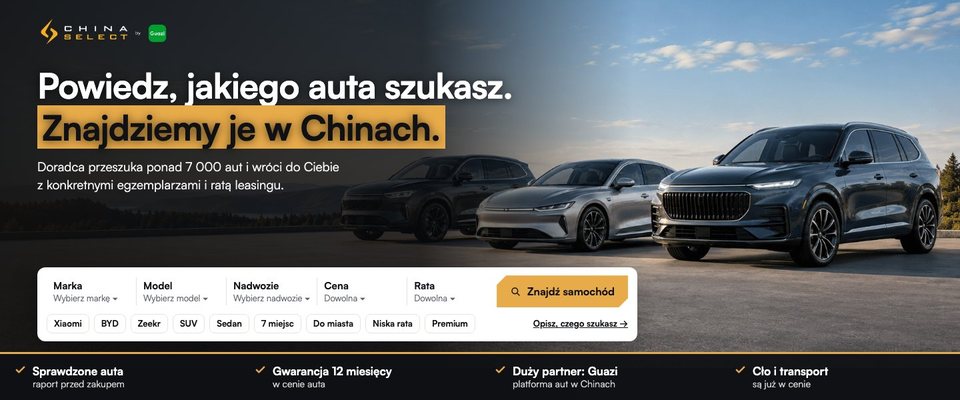 CHINA
SELECT
by
Guazi
Powiedz, jakiego auta szukasz.
Znajdziemy je w Chinach.
Doradca przeszuka ponad 7 000 aut i wróci do Ciebie
z konkretnymi egzemplarzami i ratą leasingu.
Marka Model Nadwozie Cena Rata
Wybierz markę Wybierz model Wybierz nadwozie Dowolna Dowolna
Znajdź samochód
Xiaomi BYD Zeekr SUV Sedan 7 miejsc Do miasta Niska rata Premium
Opisz, czego szukasz →
Sprawdzone auta
raport przed zakupem
Gwarancja 12 miesięcy
w cenie auta
Duży partner: Guazi
platforma aut w Chinach
Cło i transport
są już w cenie